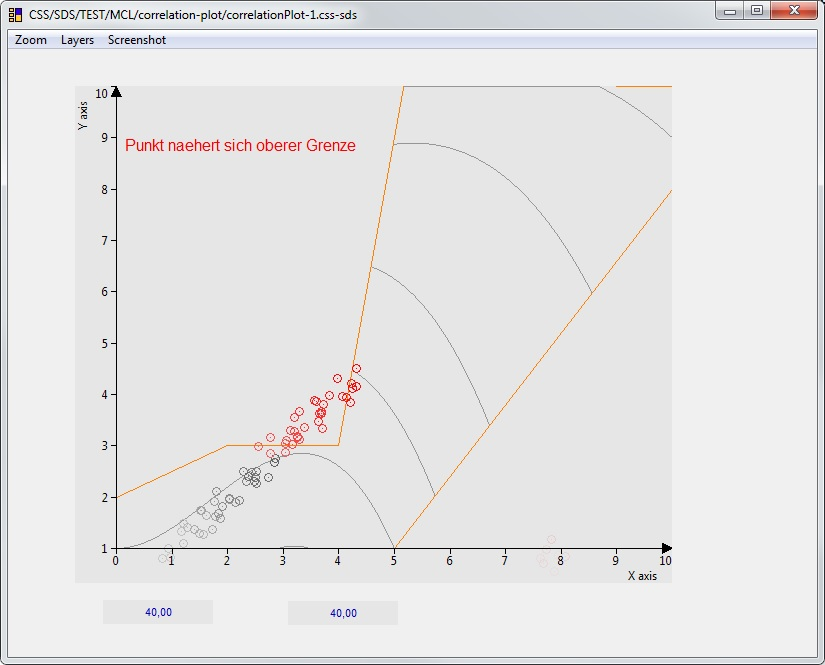 CSS/SDS/TEST/MCL/correlation-plot/correlationPlot-1.css-sds
Zoom Layers Screenshot
Y axis
10
9
8
7
6
5
4
3
2
1
Punkt naehert sich oberer Grenze
0 1 2 3 4 5 6 7 8 9 10
X axis
40,00 40,00